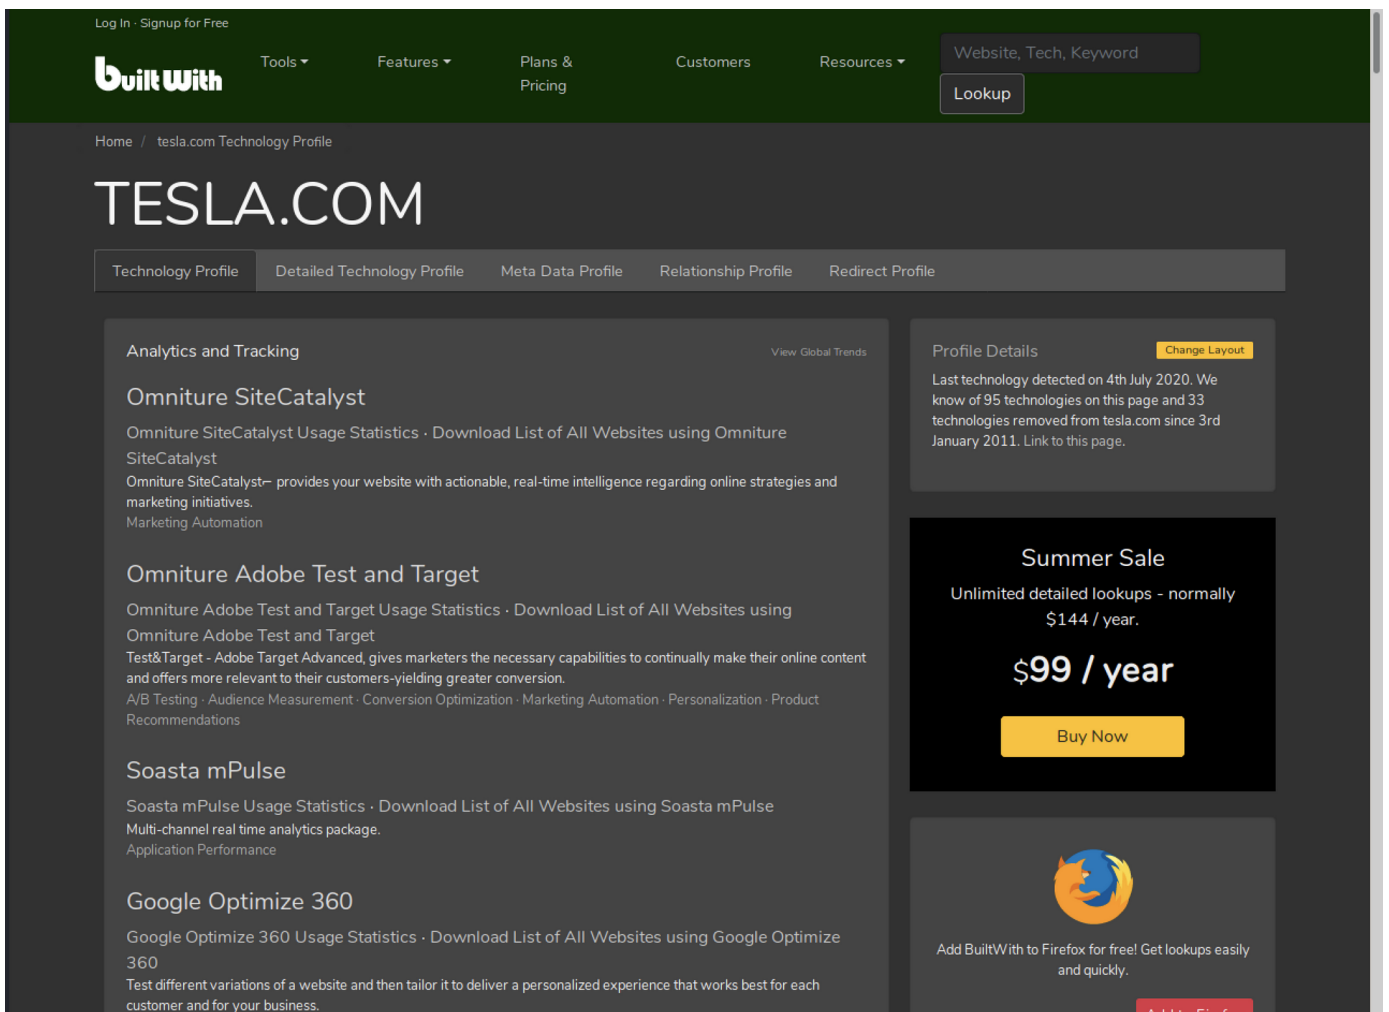 Log In · Signup for Free
builtwith
Tools
Features
Plans &
Pricing
Customers
Resources
Website, Tech, Keyword
Lookup
Home / tesla.com Technology Profile
TESLA.COM
Technology Profile
Detailed Technology Profile
Meta Data Profile
Relationship Profile
Redirect Profile
Analytics and Tracking
View Global Trends
Omniture SiteCatalyst
Omniture SiteCatalyst Usage Statistics · Download List of All Websites using Omniture
SiteCatalyst
Omniture SiteCatalyst⌐ provides your website with actionable, real-time intelligence regarding online strategies and
marketing initiatives.
Marketing Automation
Omniture Adobe Test and Target
Omniture Adobe Test and Target Usage Statistics · Download List of All Websites using
Omniture Adobe Test and Target
Test&Target - Adobe Target Advanced, gives marketers the necessary capabilities to continually make their online content
and offers more relevant to their customers-yielding greater conversion.
A/B Testing · Audience Measurement · Conversion Optimization · Marketing Automation · Personalization · Product
Recommendations
Soasta mPulse
Soasta mPulse Usage Statistics · Download List of All Websites using Soasta mPulse
Multi-channel real time analytics package.
Application Performance
Google Optimize 360
Google Optimize 360 Usage Statistics · Download List of All Websites using Google Optimize
360
Test different variations of a website and then tailor it to deliver a personalized experience that works best for each
customer and for your business.
Profile Details
Change Layout
Last technology detected on 4th July 2020. We
know of 95 technologies on this page and 33
technologies removed from tesla.com since 3rd
January 2011. Link to this page.
Summer Sale
Unlimited detailed lookups - normally
$144 / year.
$99 / year
Buy Now
Add BuiltWith to Firefox for free! Get lookups easily
and quickly.
Add to Firefox